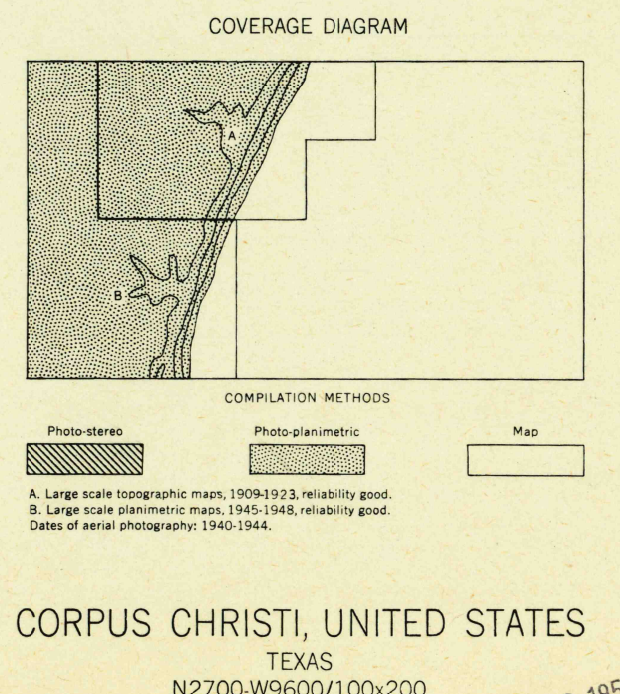 COVERAGE DIAGRAM
A
B
COMPILATION METHODS
Photo-stereo
Photo-planimetric
Map
A. Large scale topographic maps, 1909-1923, reliability good.
B. Large scale planimetric maps, 1945-1948, reliability good.
Dates of aerial photography: 1940-1944.
CORPUS CHRISTI, UNITED STATES
TEXAS
N2700-W9600/100x200